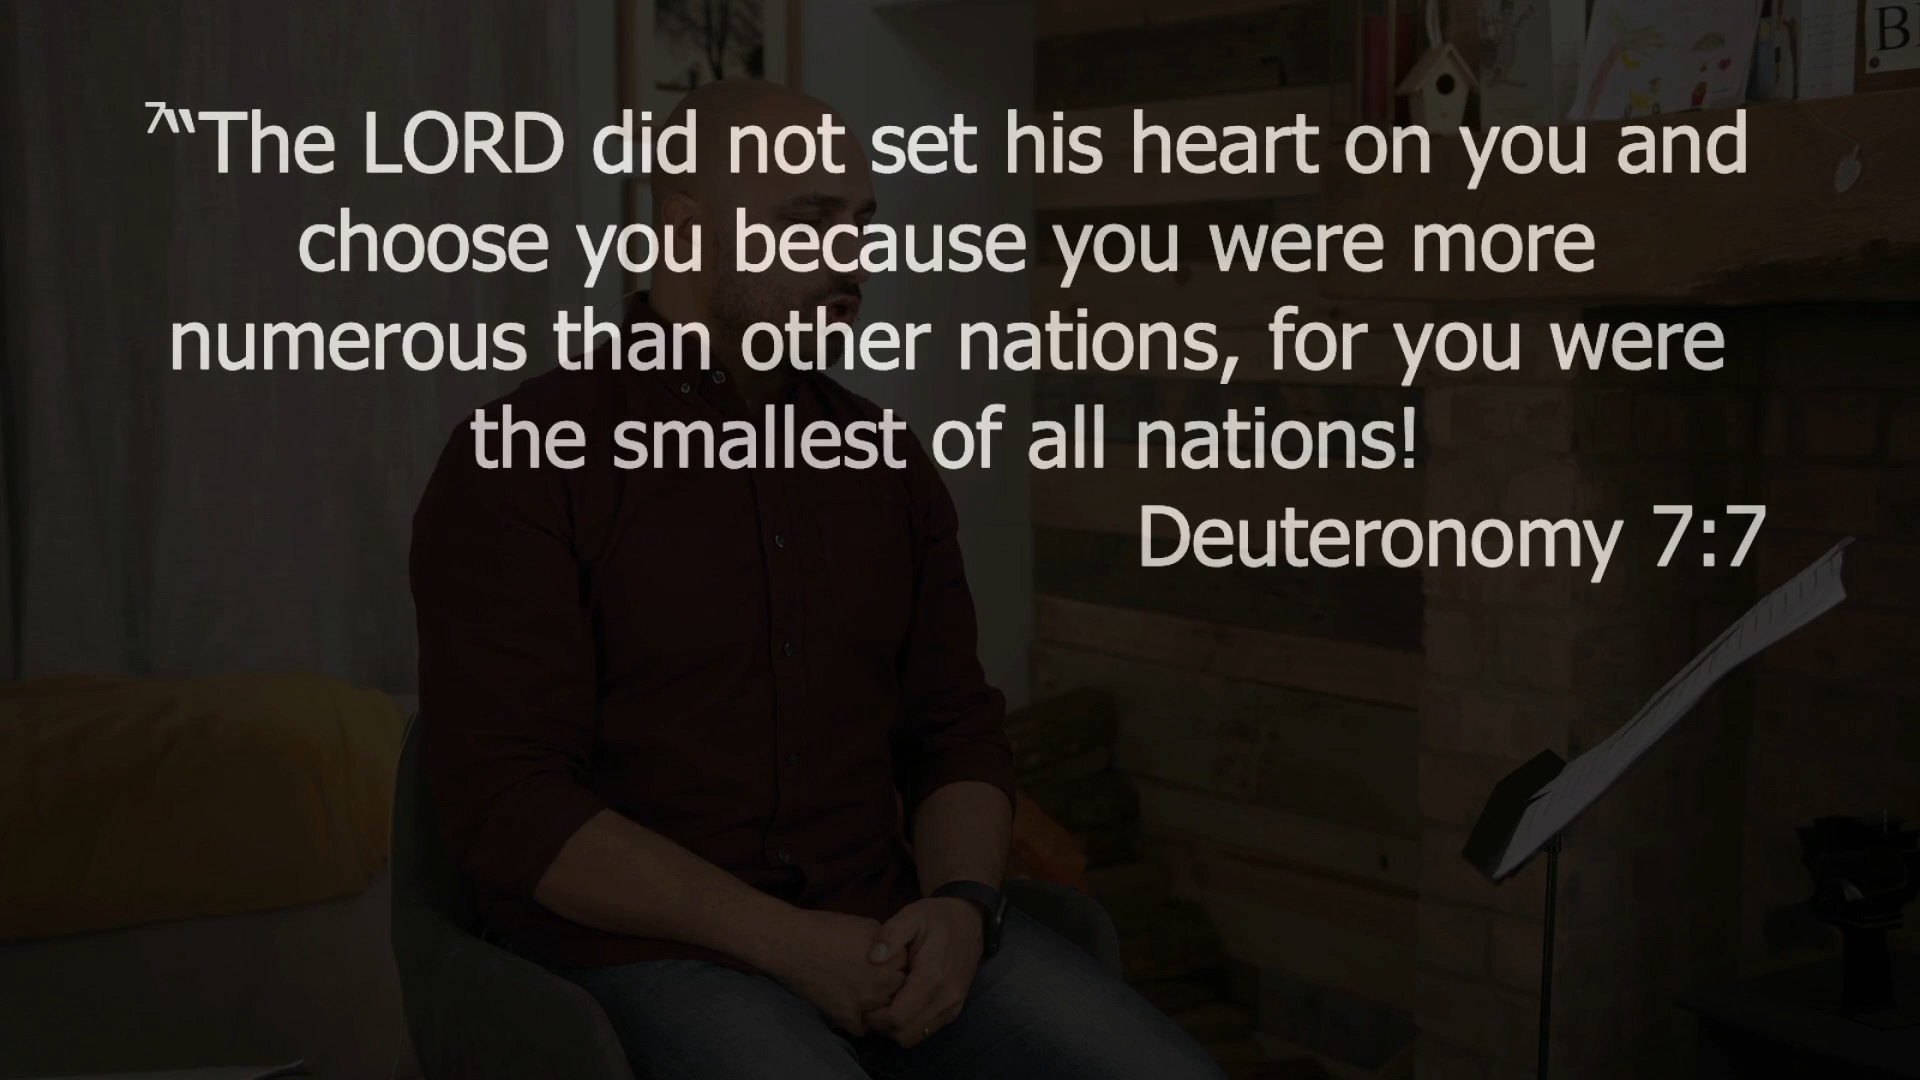 ⁷“The LORD did not set his heart on you and
choose you because you were more
numerous than other nations, for you were
the smallest of all nations!
Deuteronomy 7:7
B